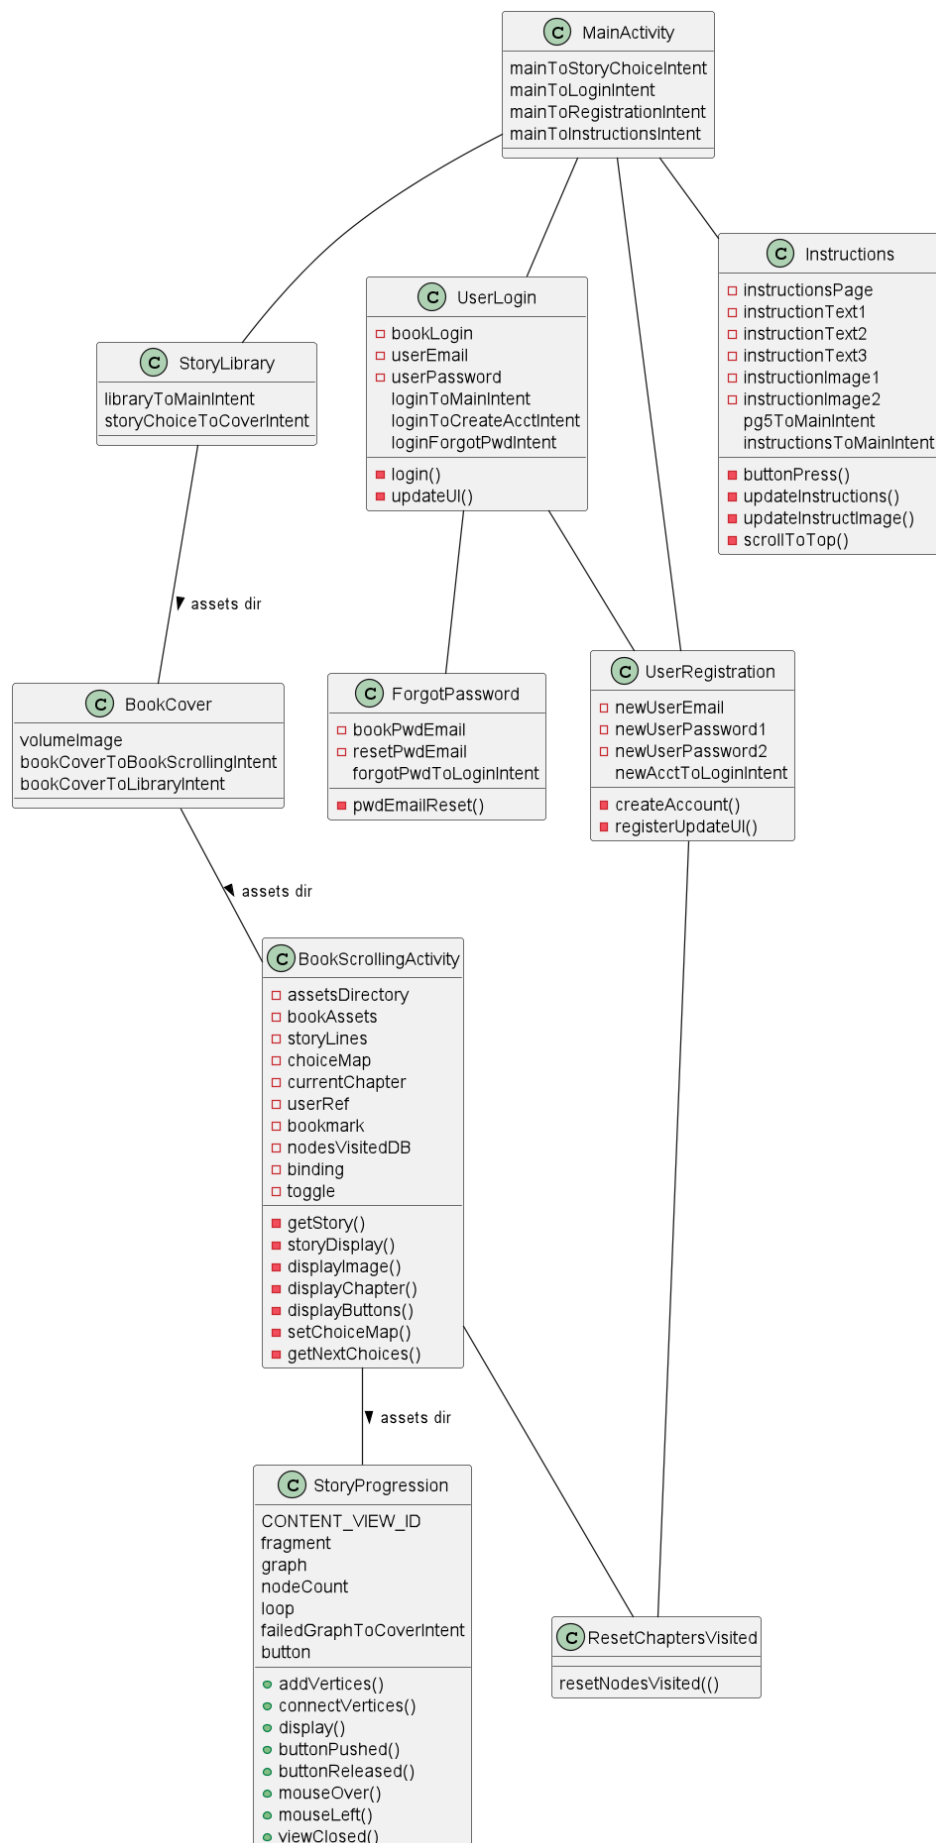 C MainActivity
mainToStoryChoiceIntent
mainToLoginIntent
mainToRegistrationIntent
mainToInstructionsIntent
C Instructions
instructionsPage
instructionText1
instructionText2
instructionText3
instructionImage1
instructionImage2
pg5ToMainIntent
instructionsToMainIntent
buttonPress()
updateInstructions()
updateInstructImage()
scrollToTop()
C UserLogin
bookLogin
userEmail
userPassword
loginToMainIntent
loginToCreateAcctIntent
loginForgotPwdIntent
login()
updateUI()
C StoryLibrary
libraryToMainIntent
storyChoiceToCoverIntent
assets dir
C BookCover
volumeImage
bookCoverToBookScrollingIntent
bookCoverToLibraryIntent
C ForgotPassword
bookPwdEmail
resetPwdEmail
forgotPwdToLoginIntent
pwdEmailReset()
C UserRegistration
newUserEmail
newUserPassword1
newUserPassword2
newAcctToLoginIntent
createAccount()
registerUpdateUI()
assets dir
C BookScrollingActivity
assetsDirectory
bookAssets
storyLines
choiceMap
currentChapter
userRef
bookmark
nodesVisitedDB
binding
toggle
getStory()
storyDisplay()
displayImage()
displayChapter()
displayButtons()
setChoiceMap()
getNextChoices()
assets dir
C StoryProgression
CONTENT_VIEW_ID
fragment
graph
nodeCount
loop
failedGraphToCoverIntent
button
addVertices()
connectVertices()
display()
buttonPushed()
buttonReleased()
mouseOver()
mouseLeft()
viewClosed()
C ResetChaptersVisited
resetNodesVisited(()